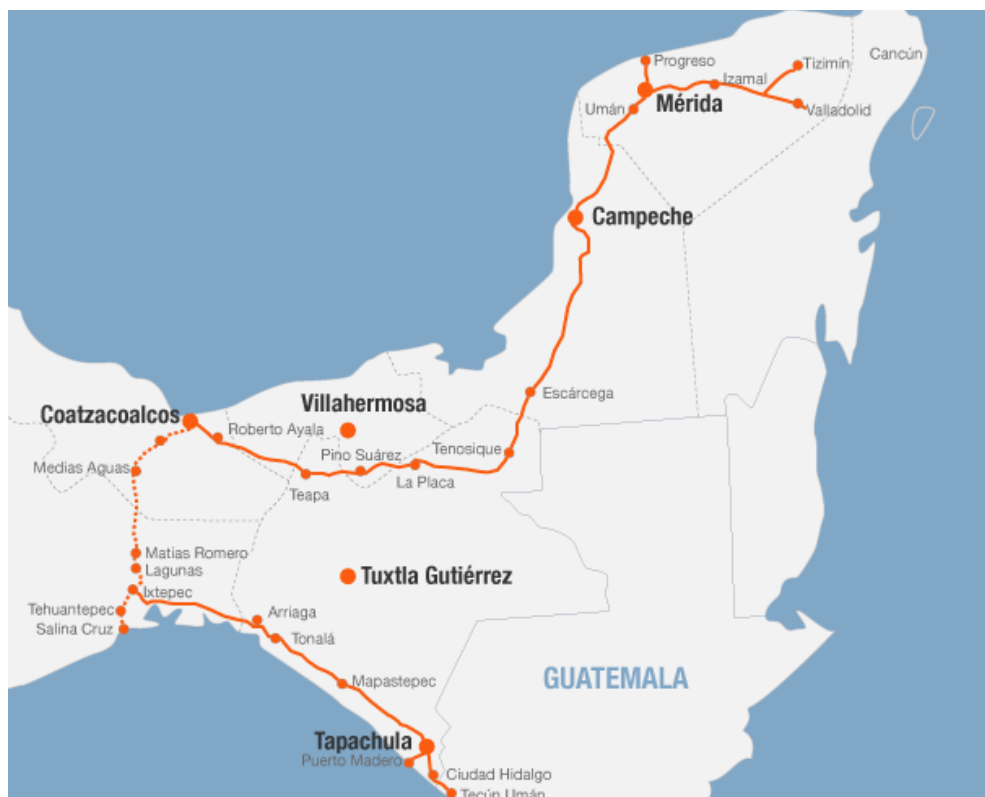 Progreso
Tizimín
Cancún
Izamal
Mérida
Umán
Valladolid
Campeche
Escárcega
Villahermosa
Coatzacoalcos
Roberto Ayala
Pino Suárez
Tenosique
Medias Aguas
La Placa
Teapa
Matias Romero
Lagunas
Tuxtla Gutiérrez
Ixtepec
Tehuantepec
Arriaga
Salina Cruz
Tonalá
GUATEMALA
Mapastepec
Tapachula
Puerto Madero
Ciudad Hidalgo
Tecún Umán